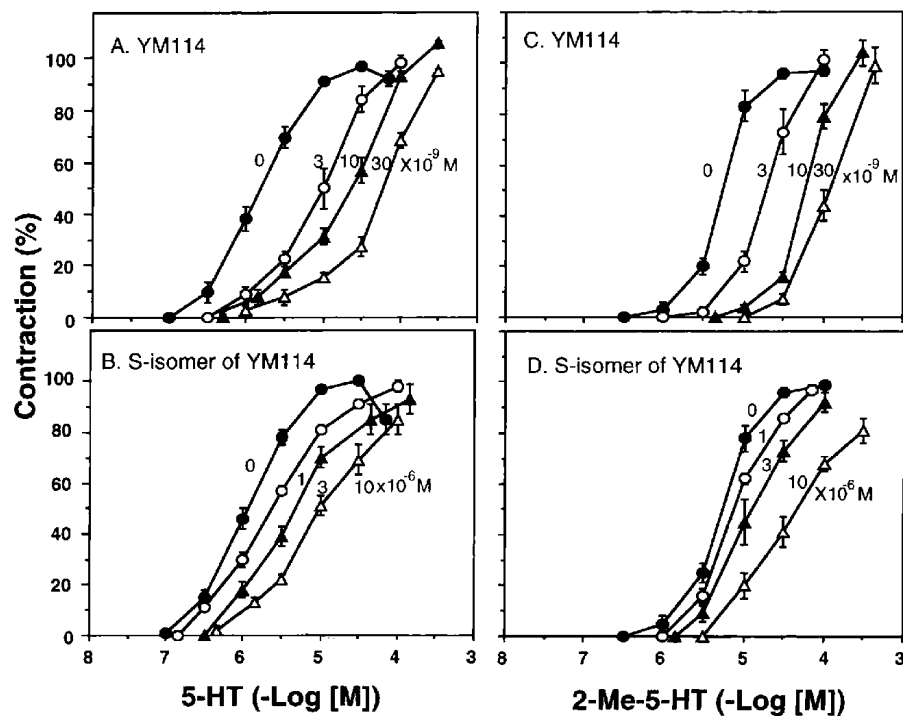 Contraction (%)
A. YM114
100
80
60
40
20
0
0
3
10
30
X10⁻⁹ M
C. YM114
0
3
10
30
x10⁻⁹ M
B. S-isomer of YM114
100
80
60
40
20
0
0
1
3
10x10⁻⁶ M
8 7 6 5 4 3
5-HT (-Log [M])
D. S-isomer of YM114
0
1
3
10
X10⁻⁶ M
8 7 6 5 4 3
2-Me-5-HT (-Log [M])